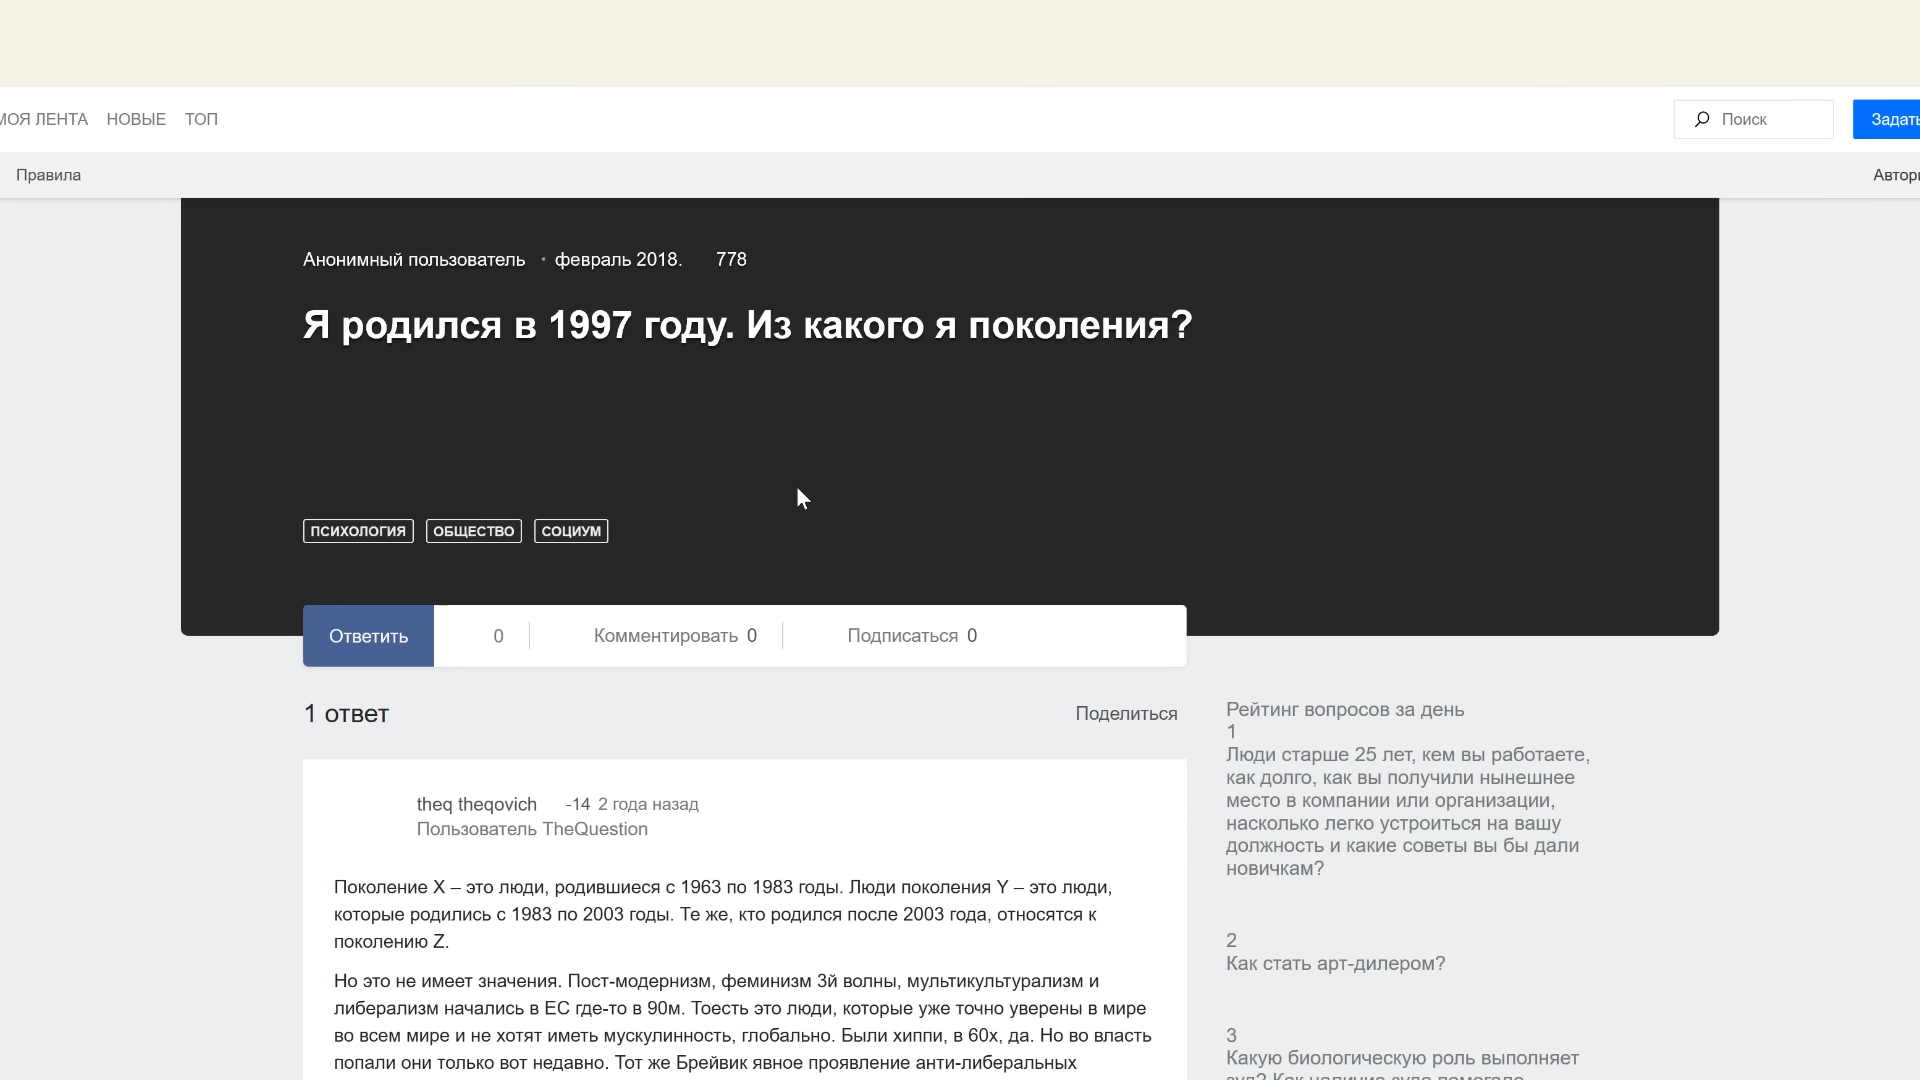 МОЯ ЛЕНТА НОВЫЕ ТОП
Поиск
Задать
Правила
Автори
Анонимный пользователь • февраль 2018. 778
Я родился в 1997 году. Из какого я поколения?
ПСИХОЛОГИЯ ОБЩЕСТВО СОЦИУМ
Ответить 0 Комментировать 0 Подписаться 0
1 ответ
Поделиться
theq theqovich -14 2 года назад
Пользователь TheQuestion
Поколение X – это люди, родившиеся с 1963 по 1983 годы. Люди поколения Y – это люди,
которые родились с 1983 по 2003 годы. Те же, кто родился после 2003 года, относятся к
поколению Z.
Но это не имеет значения. Пост-модернизм, феминизм 3й волны, мультикультурализм и
либерализм начались в ЕС где-то в 90м. Тоесть это люди, которые уже точно уверены в мире
во всем мире и не хотят иметь мускулинность, глобально. Были хиппи, в 60х, да. Но во власть
попали они только вот недавно. Тот же Брейвик явное проявление анти-либеральных
Рейтинг вопросов за день
1
Люди старше 25 лет, кем вы работаете,
как долго, как вы получили нынешнее
место в компании или организации,
насколько легко устроиться на вашу
должность и какие советы вы бы дали
новичкам?
2
Как стать арт-дилером?
3
Какую биологическую роль выполняет
зуд? Как наличие зуда помогало